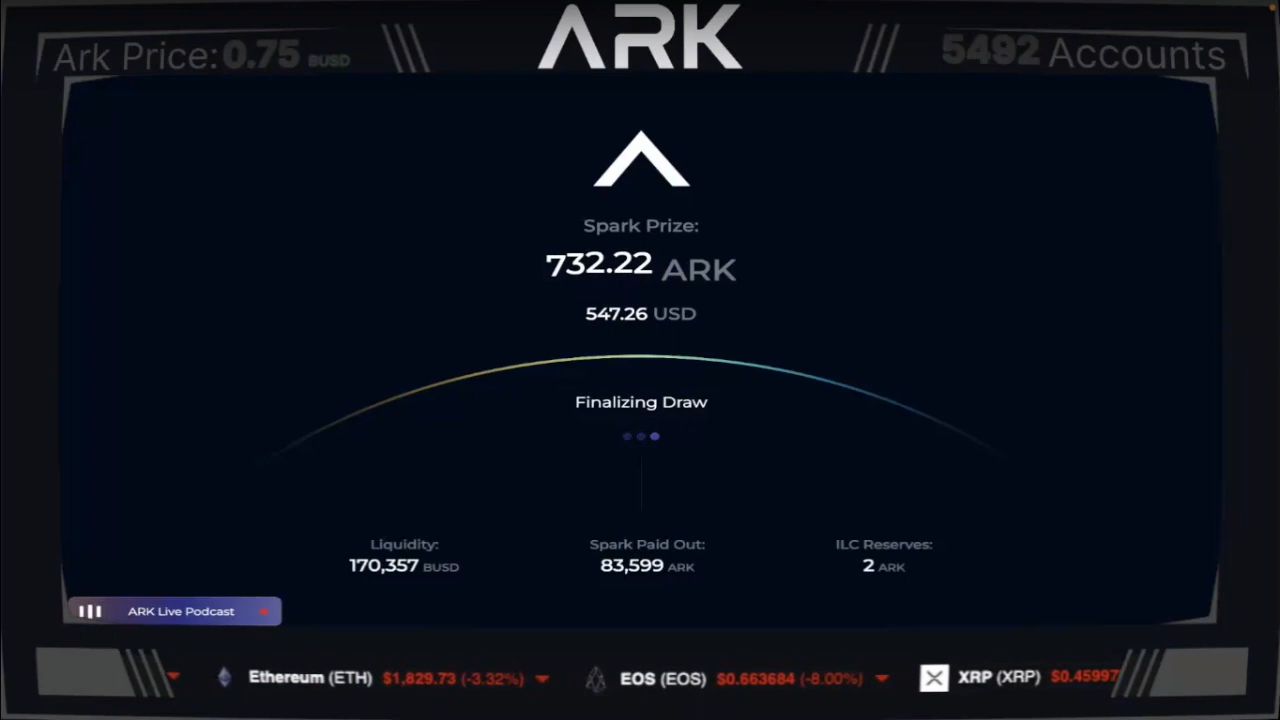 ARK
Ark Price: 0.75 BUSD
5492 Accounts
Spark Prize:
732.22 ARK
547.26 USD
Finalizing Draw
Liquidity:
170,357 BUSD
Spark Paid Out:
83,599 ARK
ILC Reserves:
2 ARK
ARK Live Podcast
Ethereum (ETH) $1,829.73 (-3.32%) EOS (EOS) $0.663684 (-8.00%) XRP (XRP) $0.45997